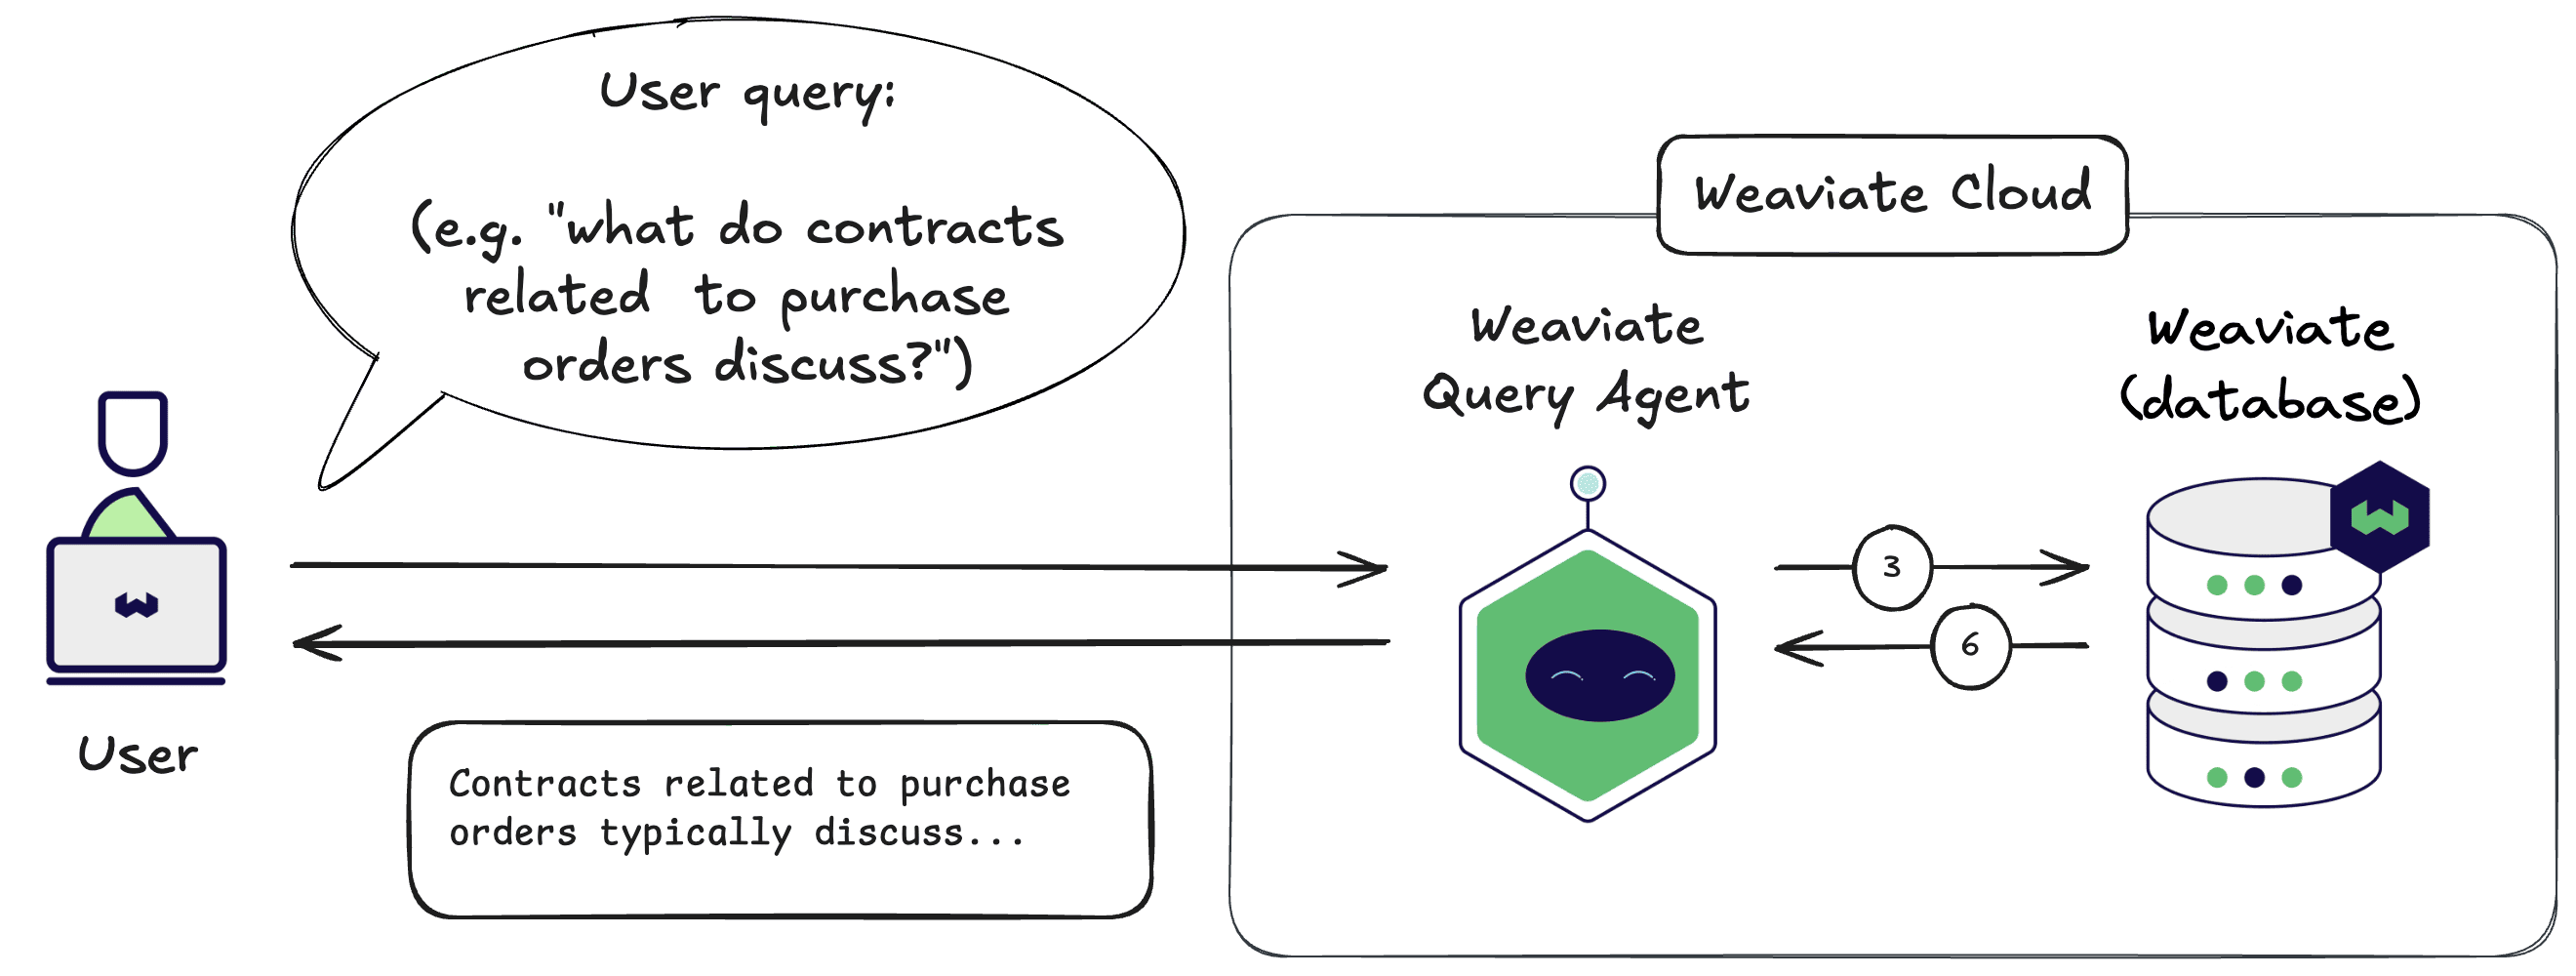 User query:
(e.g. "what do contracts
related to purchase
orders discuss?")
Weaviate Cloud
Weaviate
Query Agent
Weaviate
(database)
3
6
User
Contracts related to purchase
orders typically discuss...